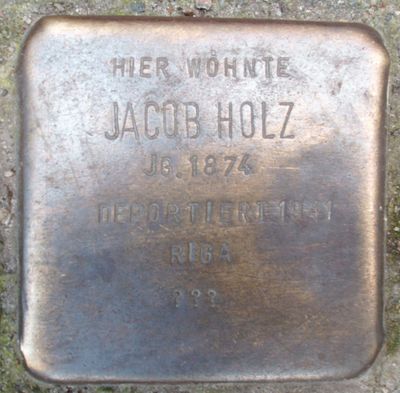 HIER WOHNTE
JACOB HOLZ
JG. 1874
DEPORTIERT 1941
RIGA
???